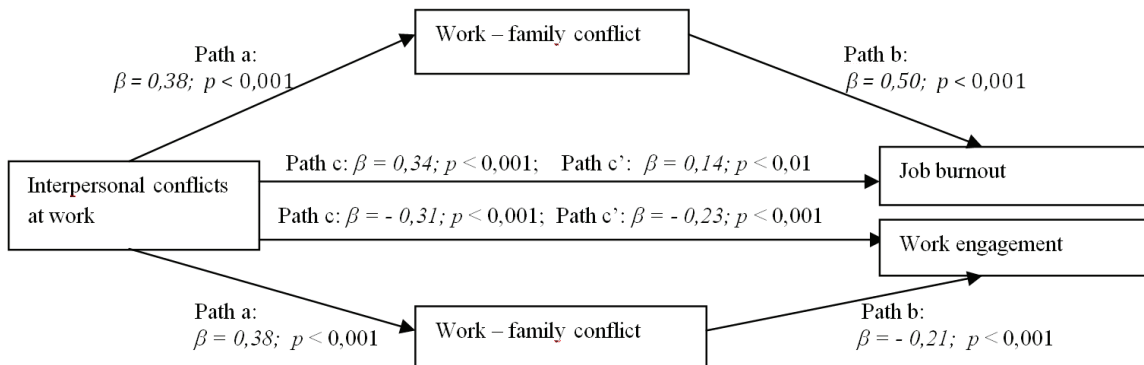 Work – family conflict
Path a:
β = 0,38; p < 0,001
Path b:
β = 0,50; p < 0,001
Path c: β = 0,34; p < 0,001; Path c’: β = 0,14; p < 0,01
Job burnout
Interpersonal conflicts
at work
Path c: β = - 0,31; p < 0,001; Path c’: β = - 0,23; p < 0,001
Work engagement
Path a:
β = 0,38; p < 0,001
Work – family conflict
Path b:
β = - 0,21; p < 0,001